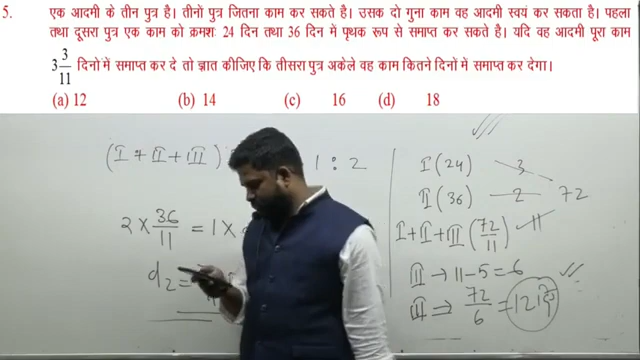 5. एक आदमी के तीन पुत्र है। तीनो पुत्र जितना काम कर सकते है। उसक दो गुना काम वह आदमी स्वयं कर सकता है। पहला
तथा दूसरा पुत्र एक काम को क्रमशः 24 दिन तथा 36 दिन में पृथक रूप से समाप्त कर सकते है। यदि वह आदमी पूरा काम
3 3/11 दिनों में समाप्त कर दे तो ज्ञात कीजिए कि तीसरा पुत्र अकेले वह काम कितने दिनों में समाप्त कर देगा।
(a) 12 (b) 14 (c) 16 (d) 18
(I + II + III) 1 : 2
2 × 36/11 = 1 ×
d₂ =
I (24) 3
II (36) 2 72
I + II + III (72/11) 11
III → 11 - 5 = 6
III ⇒ 72/6 = 12 दिन